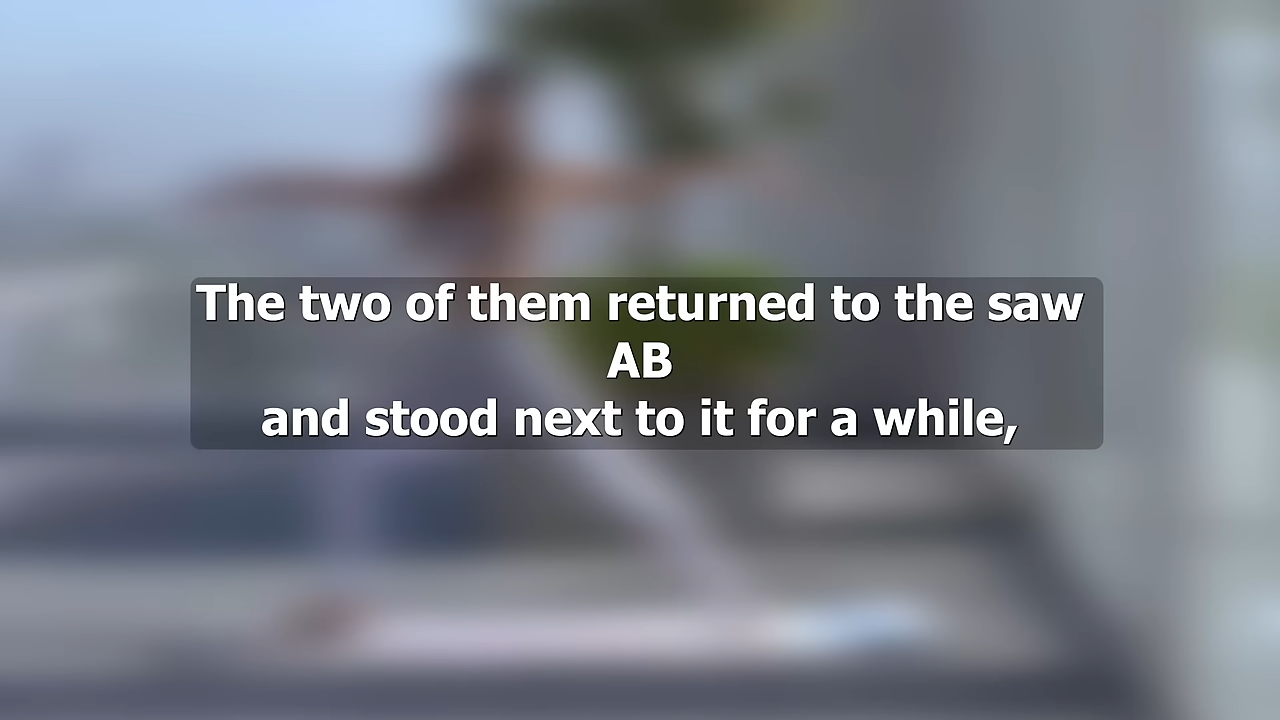 The two of them returned to the saw
AB
and stood next to it for a while,